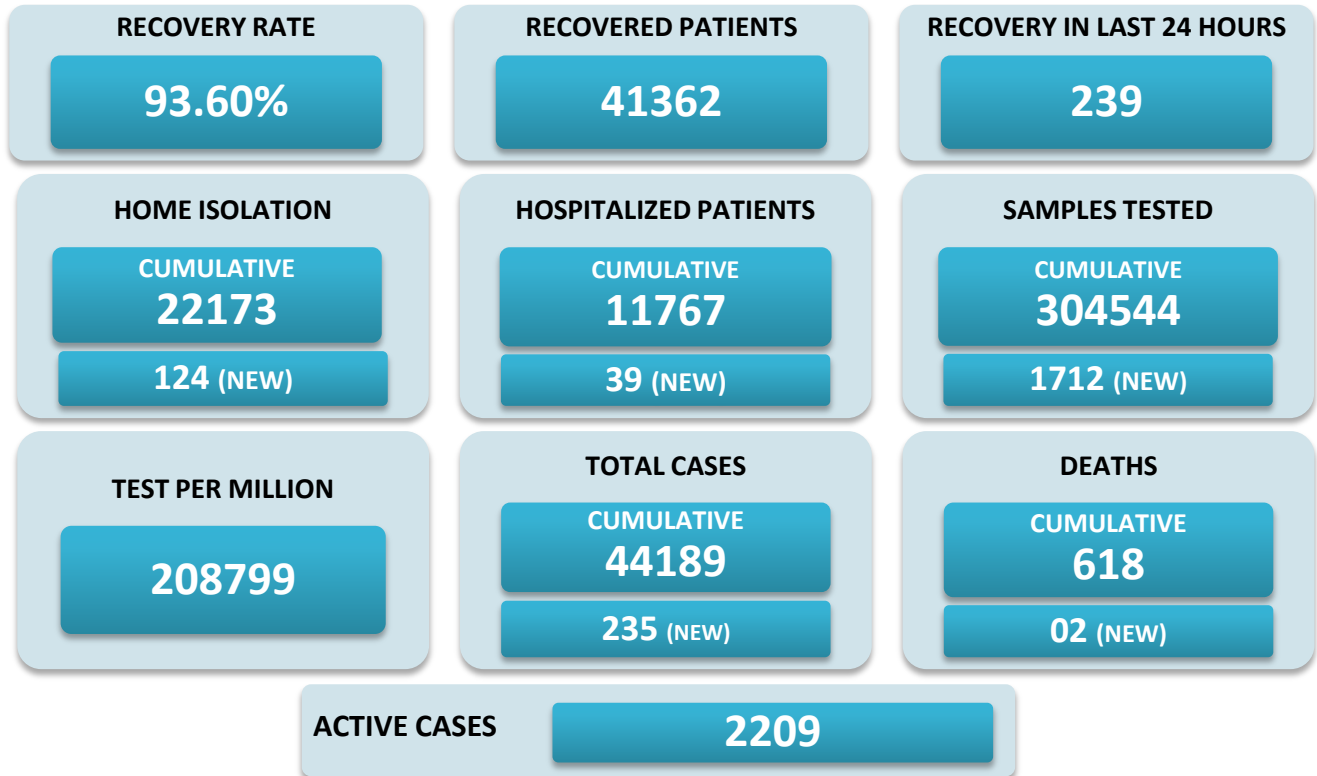 RECOVERY RATE
93.60%
RECOVERED PATIENTS
41362
RECOVERY IN LAST 24 HOURS
239
HOME ISOLATION
CUMULATIVE
22173
124 (NEW)
HOSPITALIZED PATIENTS
CUMULATIVE
11767
39 (NEW)
SAMPLES TESTED
CUMULATIVE
304544
1712 (NEW)
TEST PER MILLION
208799
TOTAL CASES
CUMULATIVE
44189
235 (NEW)
DEATHS
CUMULATIVE
618
02 (NEW)
ACTIVE CASES
2209